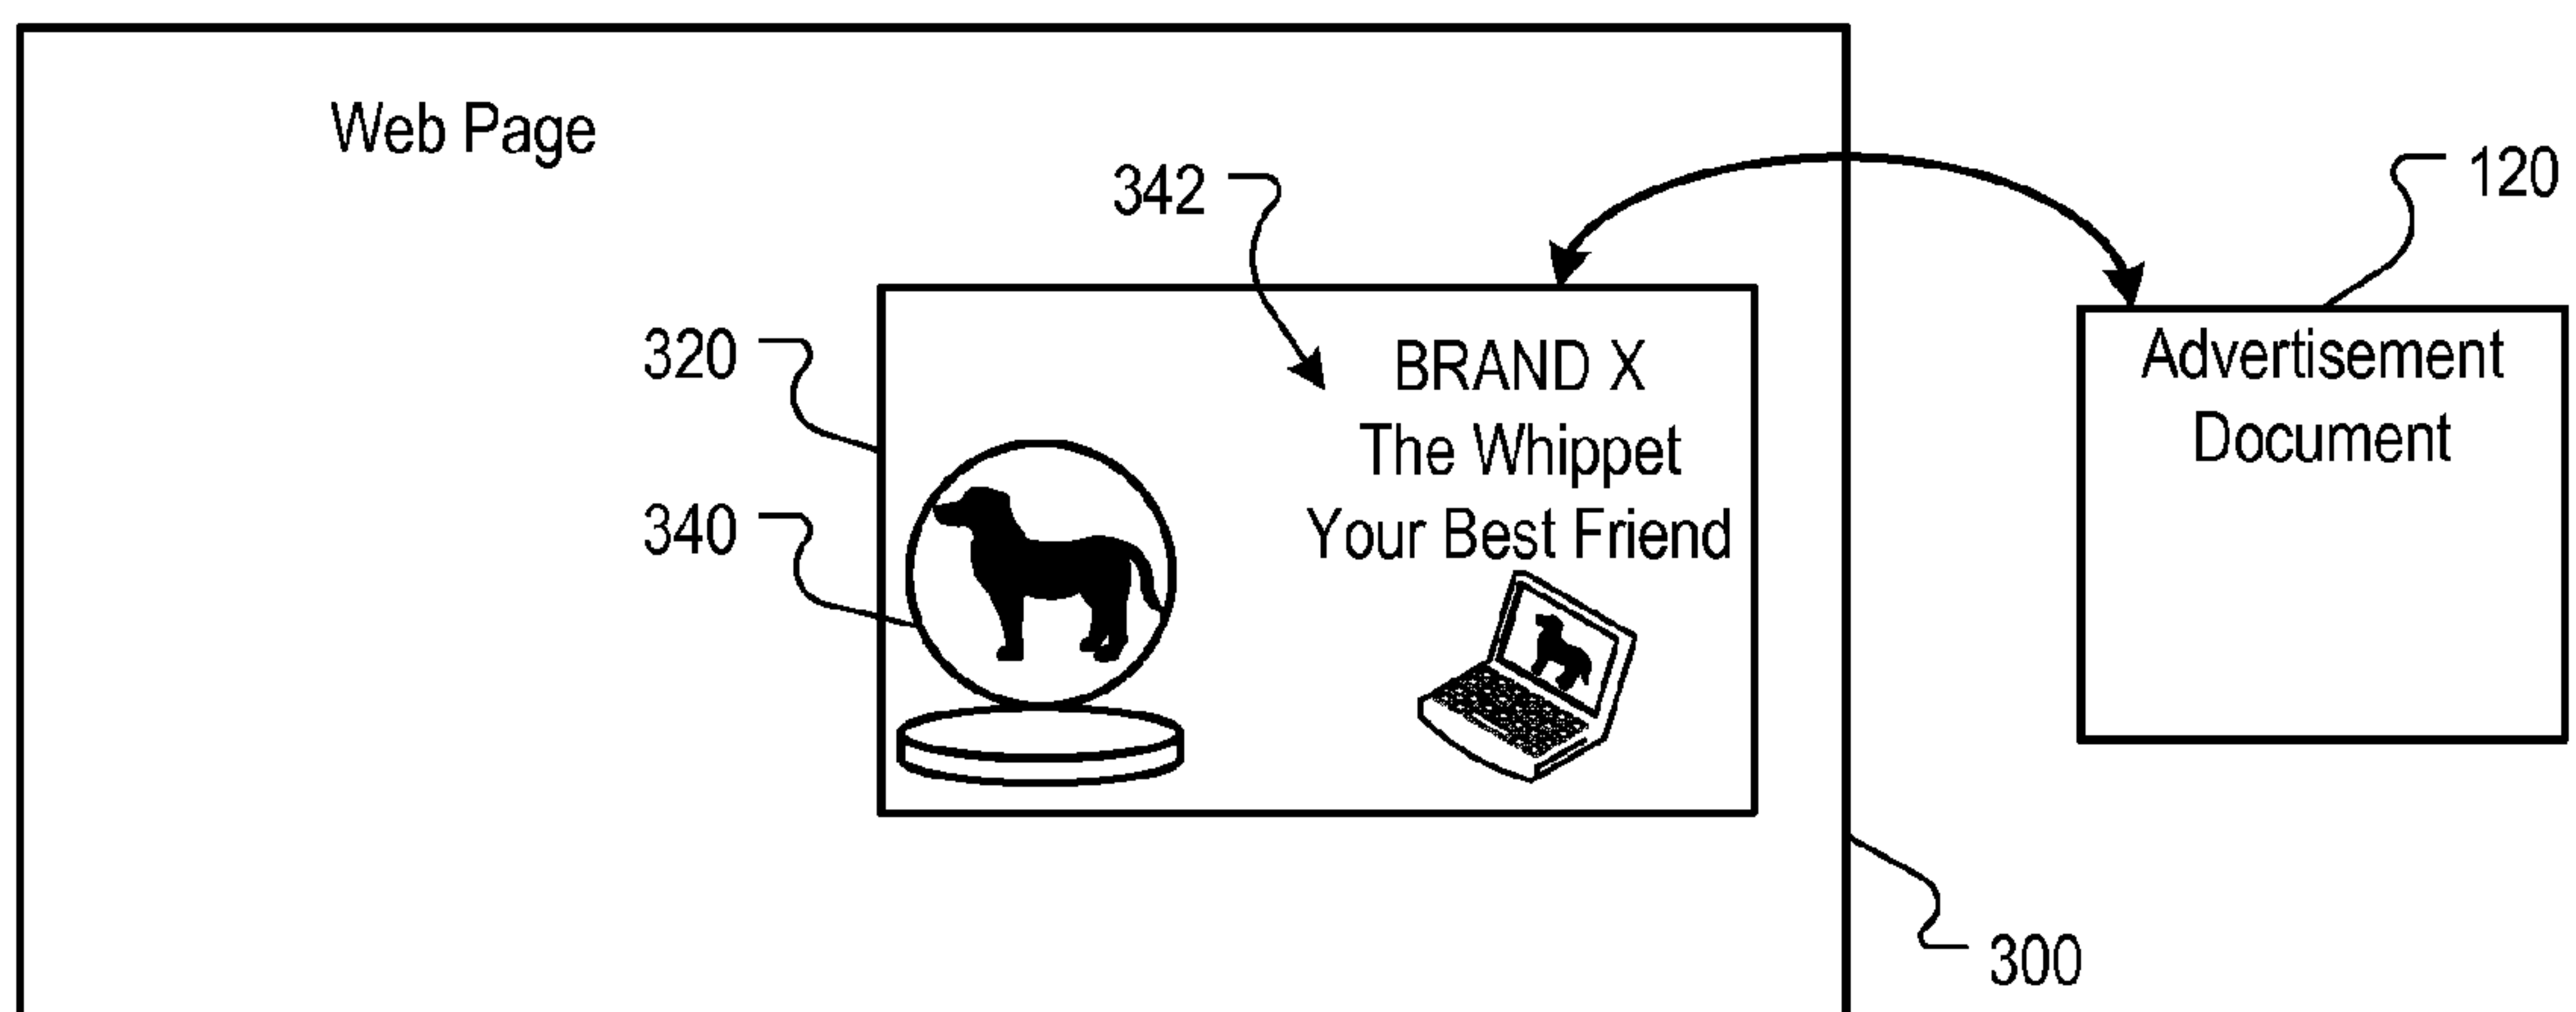 Web Page
342
120
320
BRAND X
The Whippet
Your Best Friend
Advertisement
Document
340
300